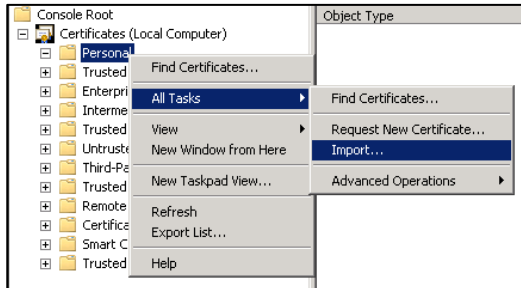 Console Root
Object Type
Certificates (Local Computer)
Personal
Trusted
Enterpri
Interme
Trusted
Untruste
Third-Pa
Trusted
Remote
Certifica
Smart C
Trusted
Find Certificates...
All Tasks
View
New Window from Here
New Taskpad View...
Refresh
Export List...
Help
Find Certificates...
Request New Certificate...
Import...
Advanced Operations